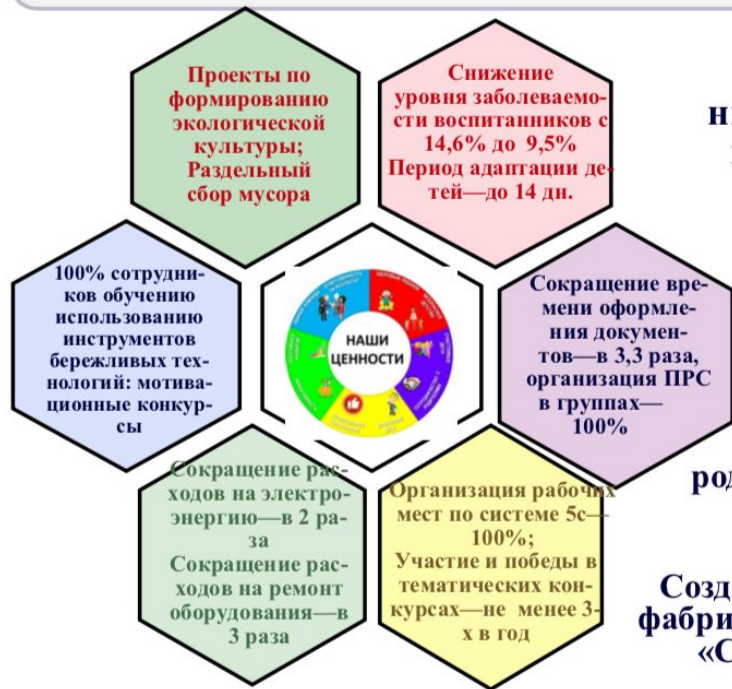 Проекты по
формированию
экологической
культуры;
Раздельный
сбор мусора
Снижение
уровня заболеваемо-
сти воспитанников с
14,6% до 9,5%
Период адаптации де-
тей—до 14 дн.
100% сотрудни-
ков обучению
использованию
инструментов
бережливых тех-
нологий: мотива-
ционные конкур-
сы
НАШИ
ЦЕННОСТИ
Сокращение вре-
мени оформле-
ния докумен-
тов—в 3,3 раза,
организация ПРС
в группах—
100%
Сокращение рас-
ходов на электро-
энергию—в 2 ра-
за
Сокращение рас-
ходов на ремонт
оборудования—в
3 раза
Организация рабочих
мест по системе 5с—
100%;
Участие и победы в
тематических кон-
курсах—не менее 3-
х в год
род
Созд
фабри
«С